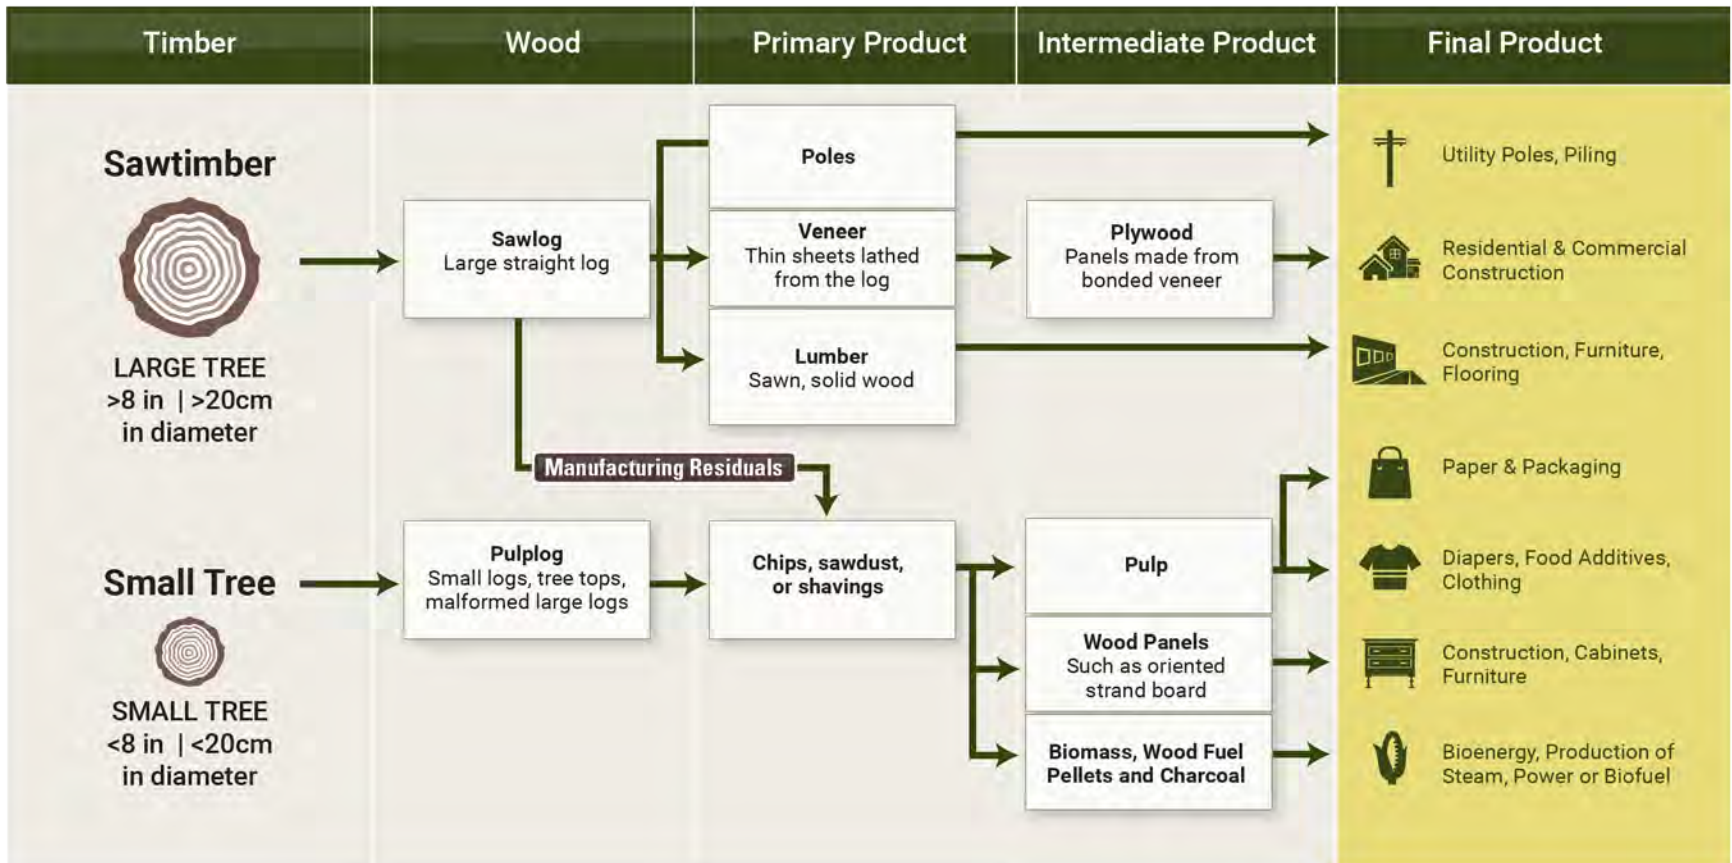 Timber
Wood
Primary Product
Intermediate Product
Final Product
Sawtimber
LARGE TREE
>8 in | >20cm
in diameter
Sawlog
Large straight log
Poles
Veneer
Thin sheets lathed
from the log
Lumber
Sawn, solid wood
Plywood
Panels made from
bonded veneer
Utility Poles, Piling
Residential & Commercial
Construction
Construction, Furniture,
Flooring
Manufacturing Residuals
Small Tree
SMALL TREE
<8 in | <20cm
in diameter
Pulplog
Small logs, tree tops,
malformed large logs
Chips, sawdust,
or shavings
Pulp
Wood Panels
Such as oriented
strand board
Biomass, Wood Fuel
Pellets and Charcoal
Paper & Packaging
Diapers, Food Additives,
Clothing
Construction, Cabinets,
Furniture
Bioenergy, Production of
Steam, Power or Biofuel